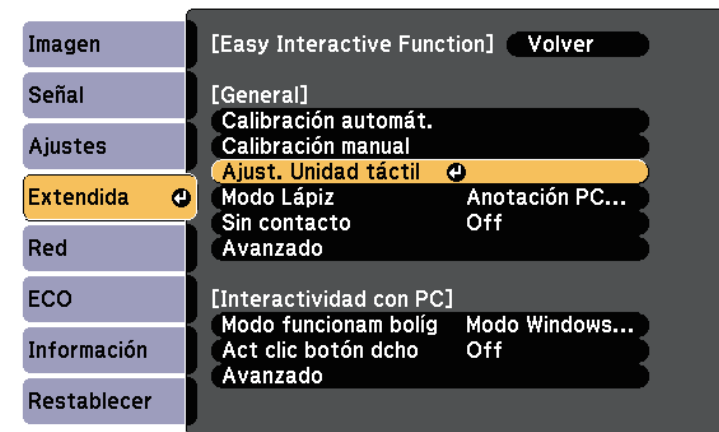 Imagen
Señal
Ajustes
Extendida
Red
ECO
Información
Restablecer
[Easy Interactive Function] Volver
[General]
Calibración automát.
Calibración manual
Ajust. Unidad táctil
Modo Lápiz Anotación PC...
Sin contacto Off
Avanzado
[Interactividad con PC]
Modo funcionam bolíg Modo Windows...
Act clic botón dcho Off
Avanzado